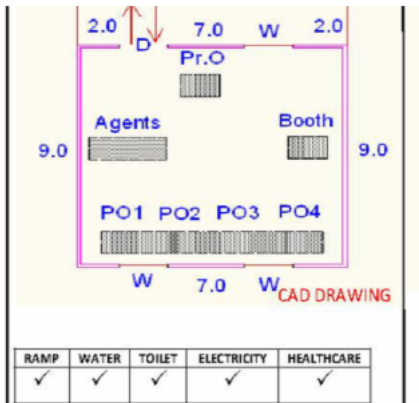 2.0 7.0 W 2.0
D
Pr.O
Agents Booth
9.0 9.0
PO1 PO2 PO3 PO4
W 7.0 W
CAD DRAWING
RAMP WATER TOILET ELECTRICITY HEALTHCARE
✓ ✓ ✓ ✓ ✓